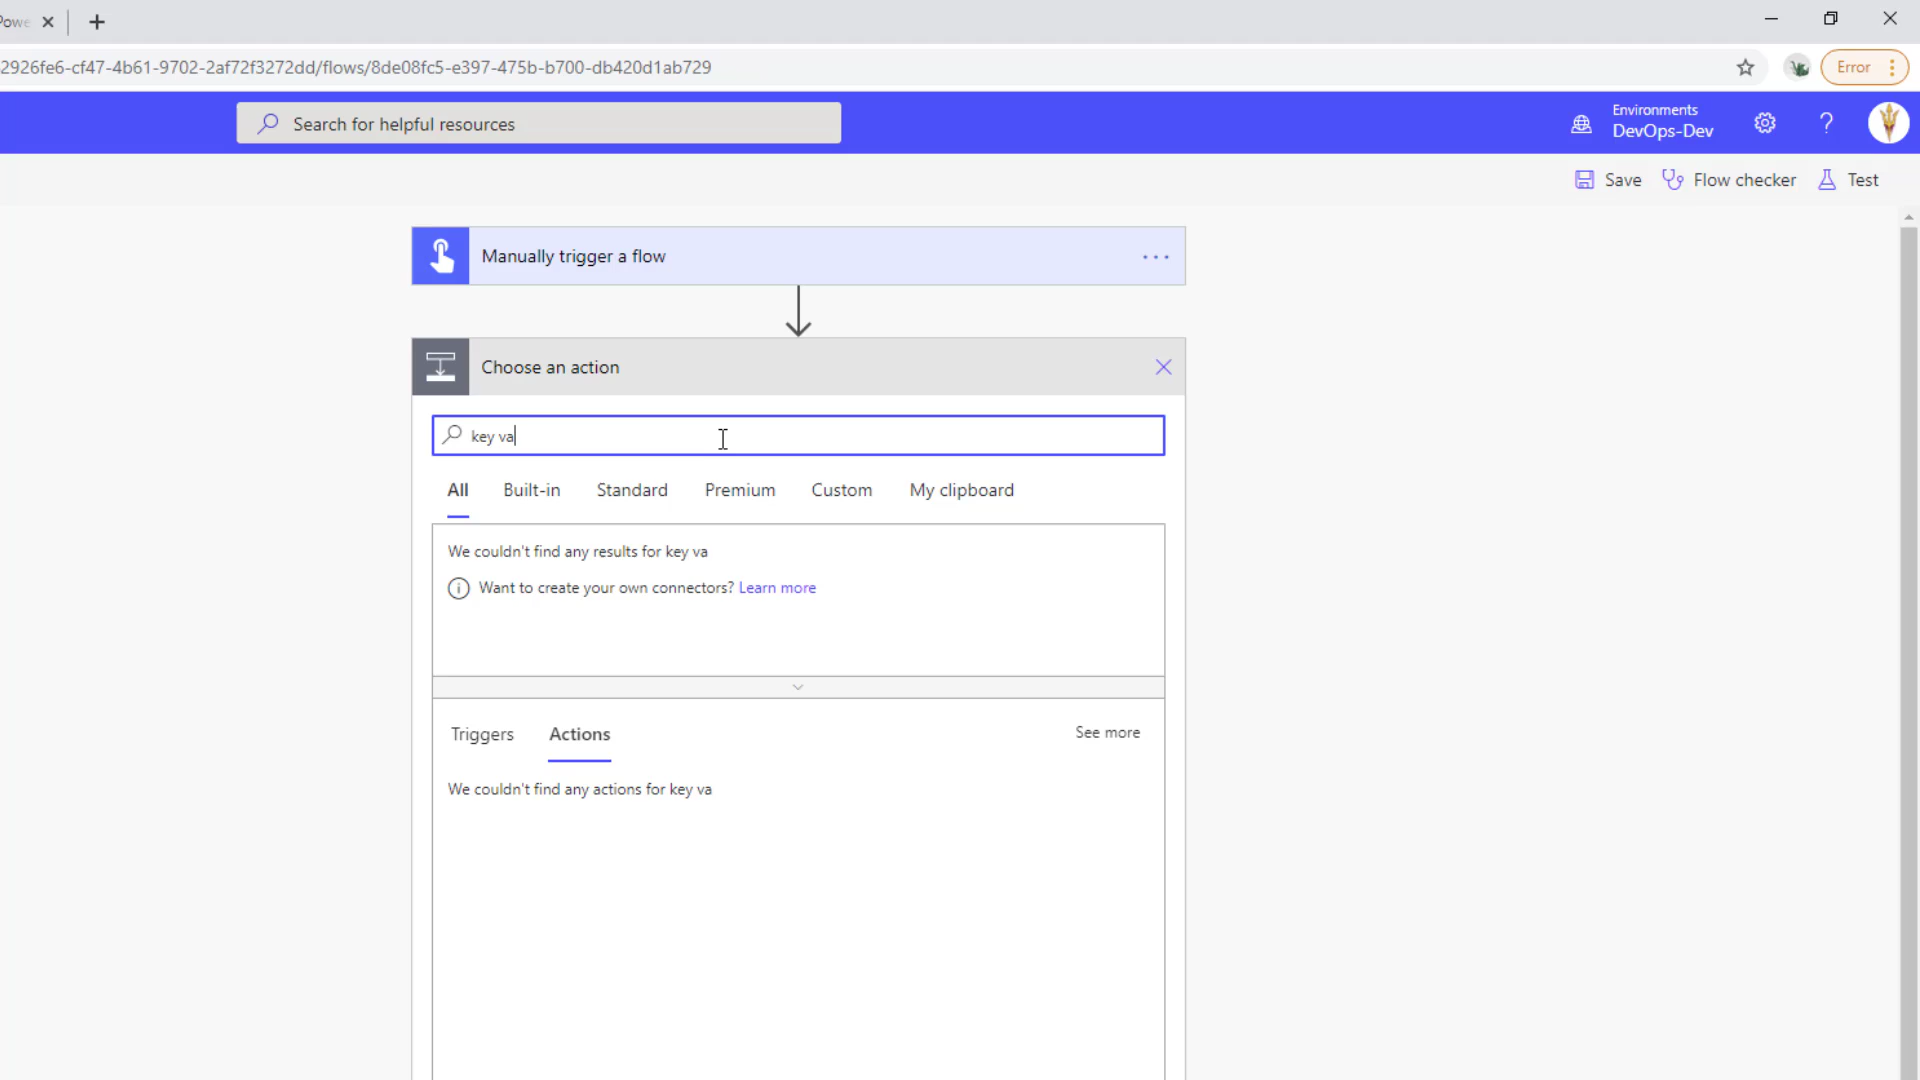 Powe
2926fe6-cf47-4b61-9702-2af72f3272dd/flows/8de08fc5-e397-475b-b700-db420d1ab729
Error
Search for helpful resources
Environments
DevOps-Dev
Save
Flow checker
Test
Manually trigger a flow
Choose an action
key va
All
Built-in
Standard
Premium
Custom
My clipboard
We couldn't find any results for key va
Want to create your own connectors? Learn more
Triggers
Actions
See more
We couldn't find any actions for key va